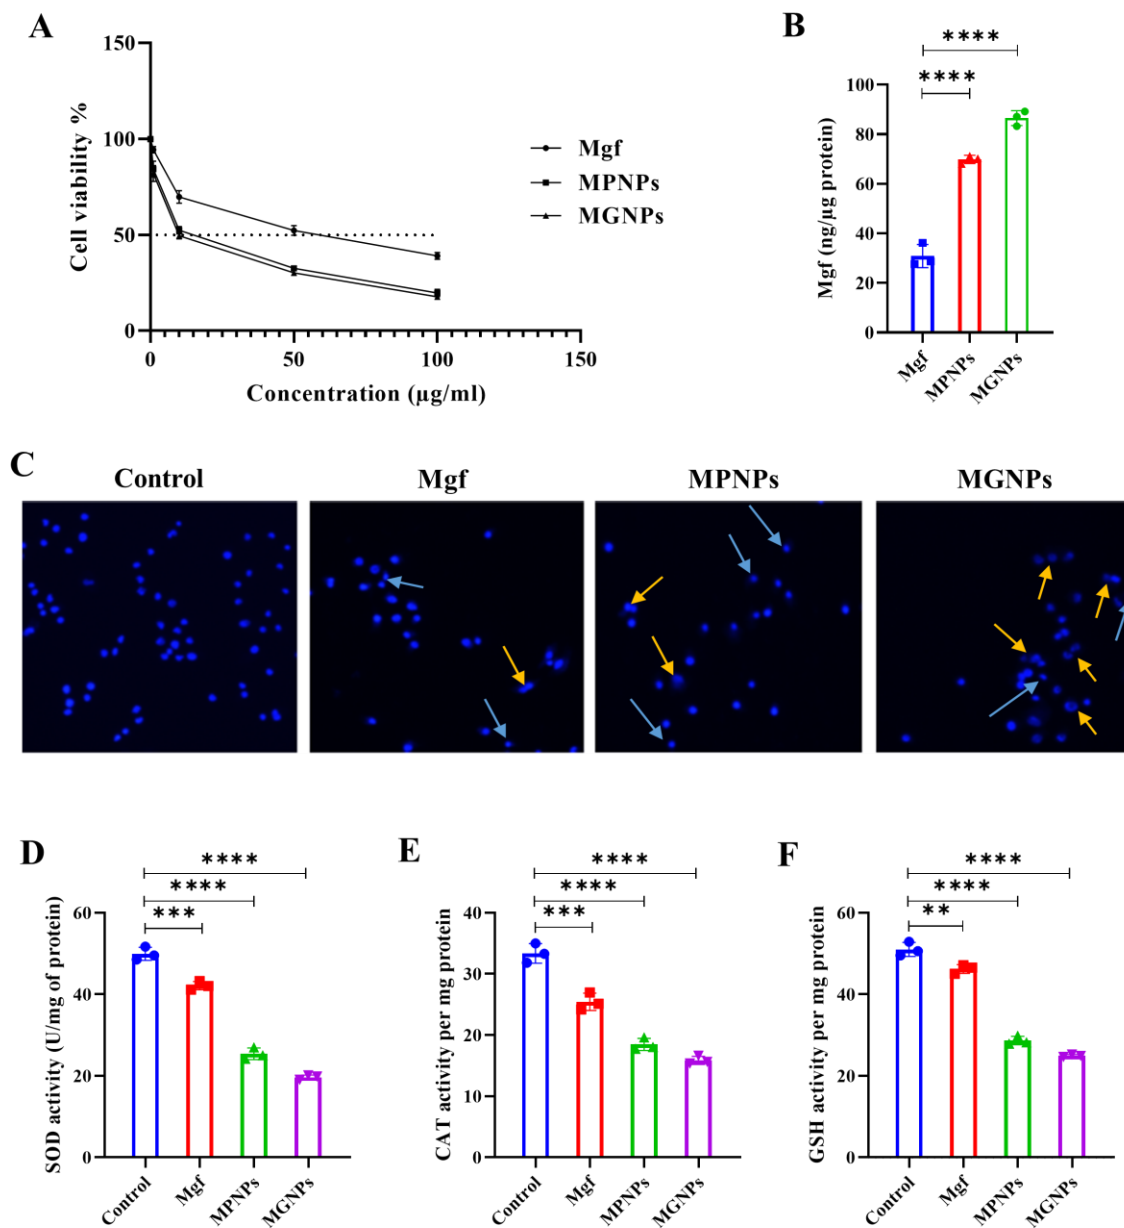 A
150
100
50
0
Cell viability %
0
50
100
150
Concentration (µg/ml)
Mgf
MPNPs
MGNPs
B
****
****
100
80
60
40
20
0
Mgf (ng/µg protein)
Mgf
MPNPs
MGNPs
C
Control
Mgf
MPNPs
MGNPs
D
****
****
***
60
40
20
0
SOD activity (U/mg of protein)
Control
Mgf
MPNPs
MGNPs
E
****
****
***
40
30
20
10
0
CAT activity per mg protein
Control
Mgf
MPNPs
MGNPs
F
****
****
**
60
40
20
0
GSH activity per mg protein
Control
Mgf
MPNPs
MGNPs